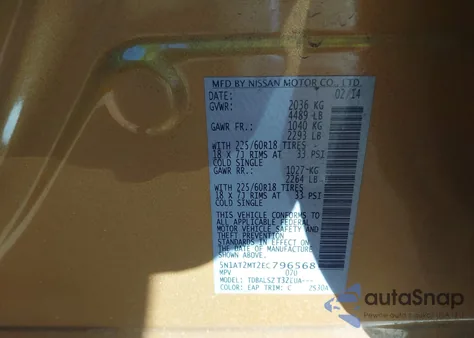 MFD BY NISSAN MOTOR CO., LTD.
DATE: 02/14
GVWR: 2036 KG
4489 LB
GAWR FR.: 1040 KG
2293 LB
WITH 225/60R18 TIRES
18 X 7J RIMS AT 33 PSI
COLD SINGLE
GAWR RR.: 1027 KG
2264 LB
WITH 225/60R18 TIRES
18 X 7J RIMS AT 33 PSI
COLD SINGLE
THIS VEHICLE CONFORMS TO
ALL APPLICABLE FEDERAL
MOTOR VEHICLE SAFETY AND
THEFT PREVENTION STANDARDS
IN EFFECT ON THE DATE OF
MANUFACTURE SHOWN ABOVE.
5N1AT2MT2EC796568
MPV
MODEL:
COLOR: EAP TRIM: C
autaSnap